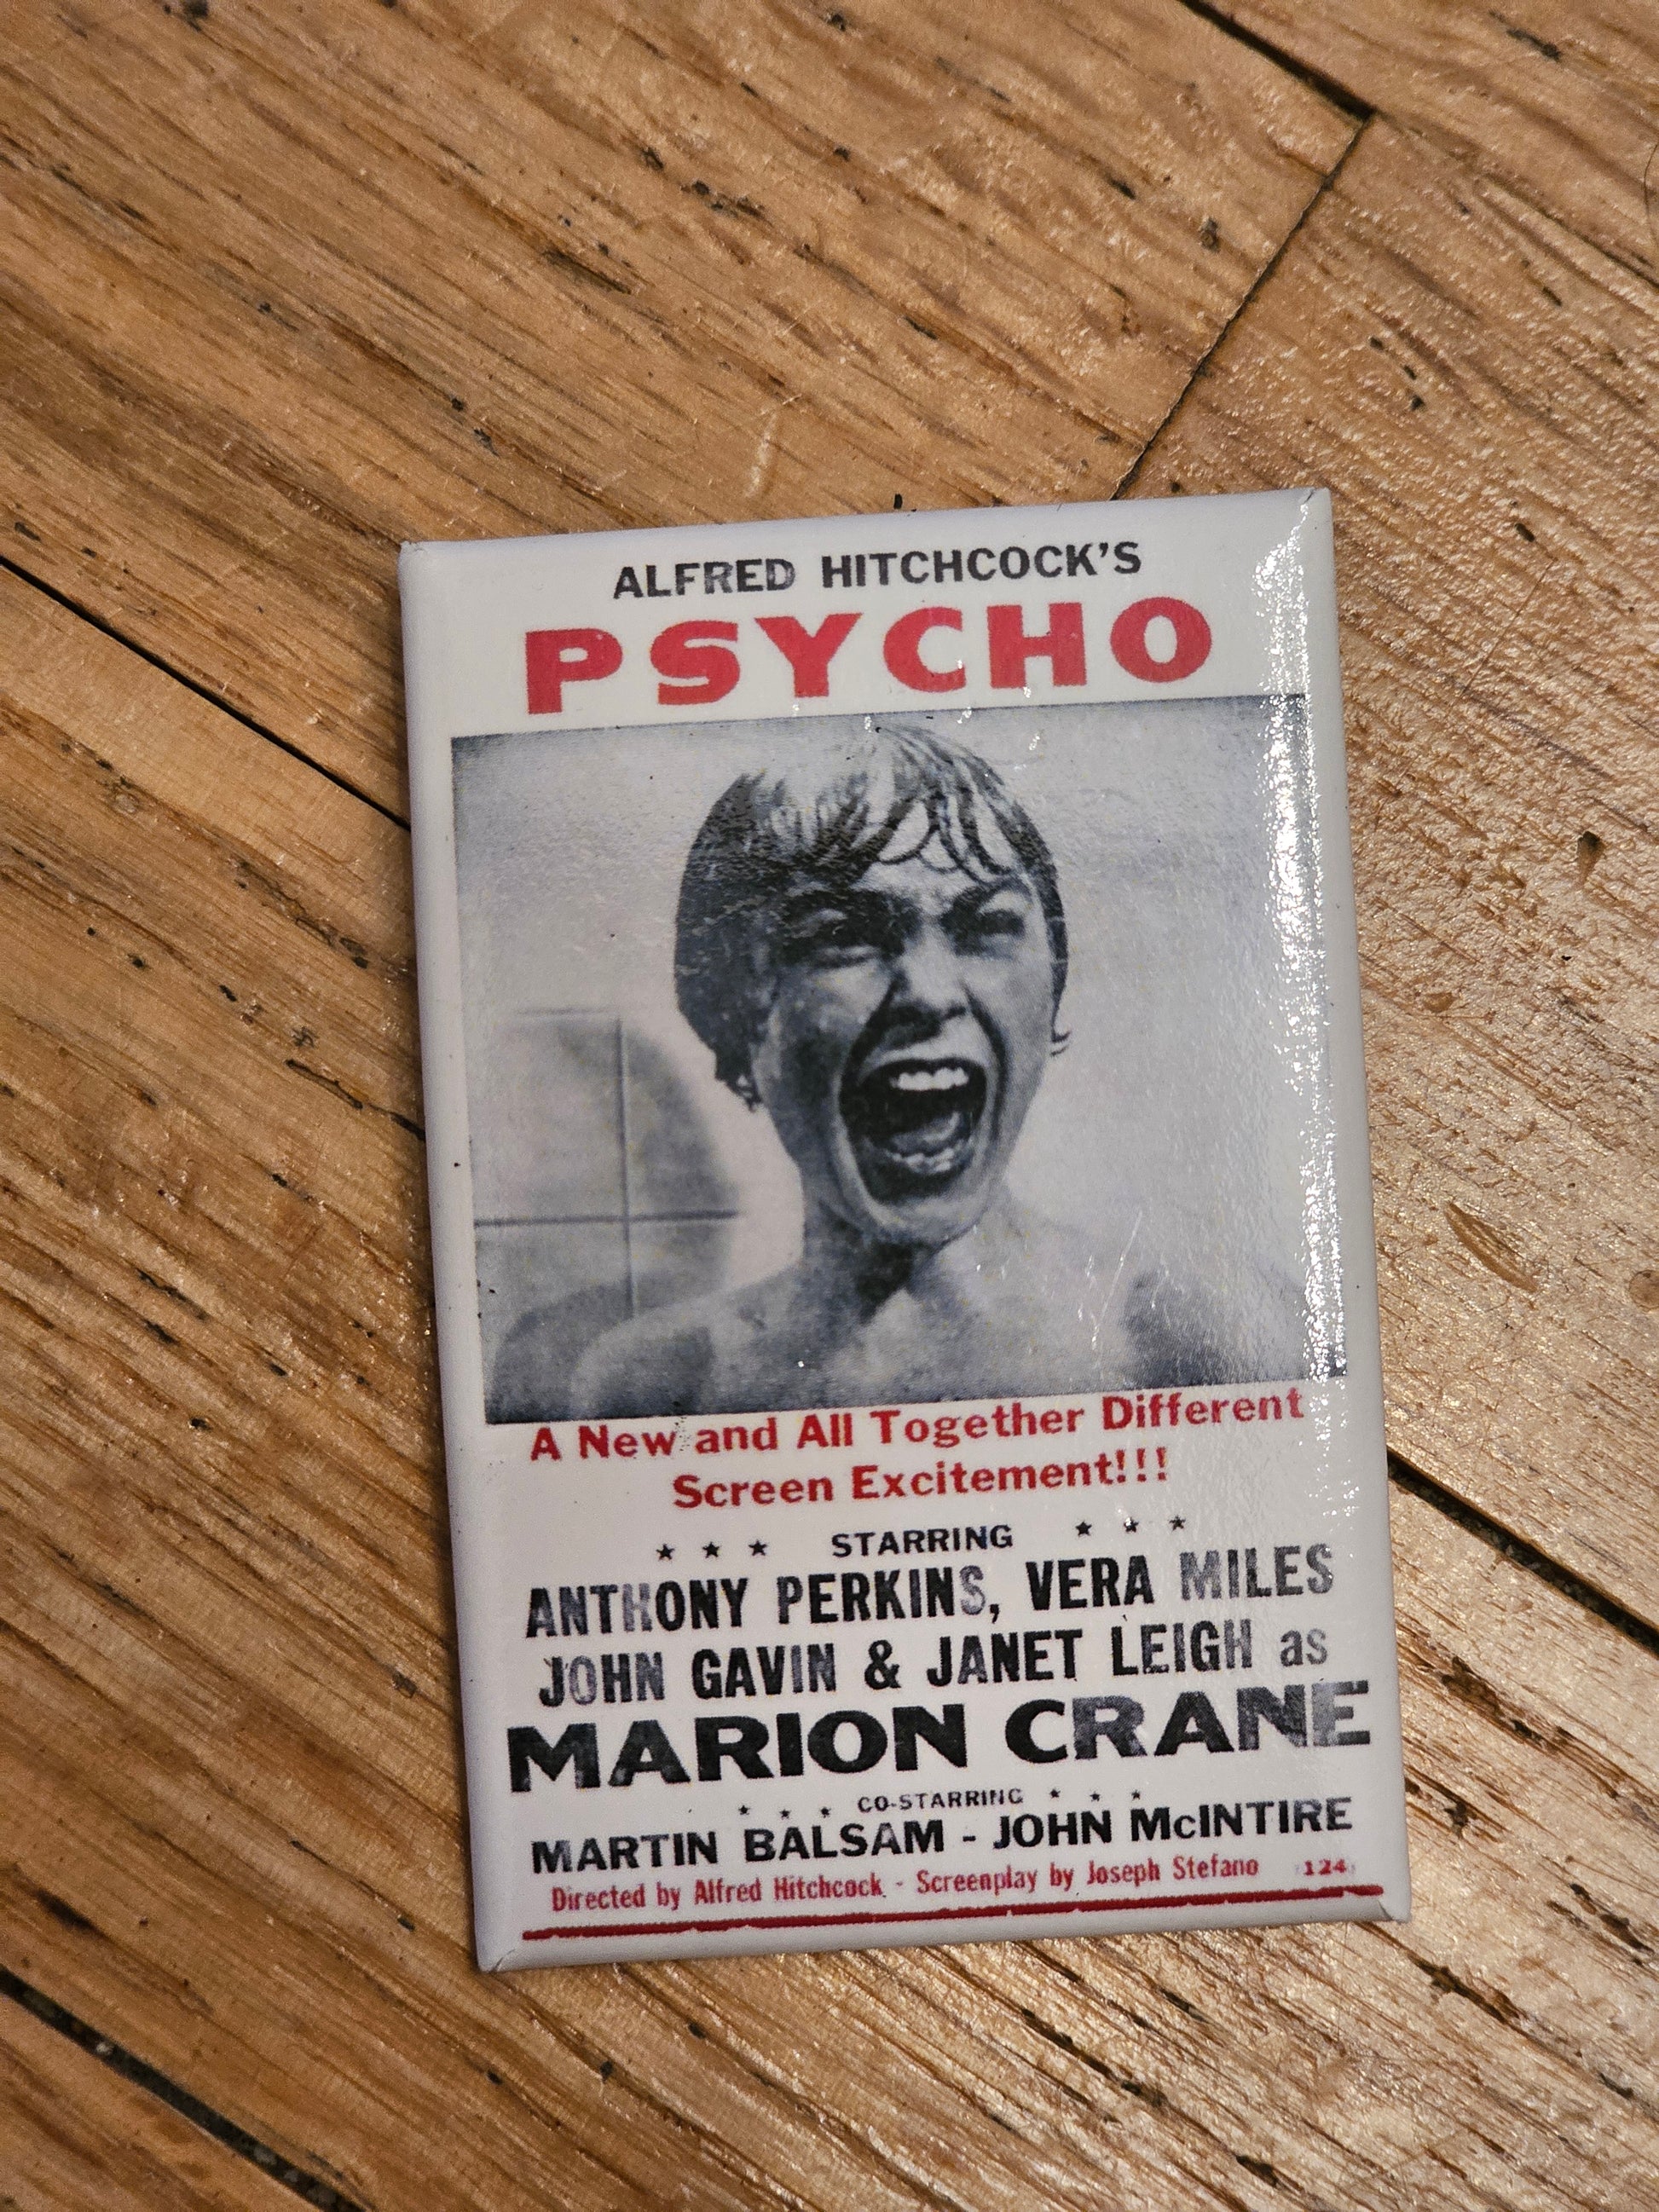 ALFRED HITCHCOCK'S
PSYCHO
A New and All Together Different
Screen Excitement!!!
★ ★ ★ STARRING ★ ★ ★
ANTHONY PERKINS, VERA MILES
JOHN GAVIN & JANET LEIGH as
MARION CRANE
★ ★ ★ CO-STARRING ★ ★ ★
MARTIN BALSAM - JOHN McINTIRE
Directed by Alfred Hitchcock - Screenplay by Joseph Stefano 124